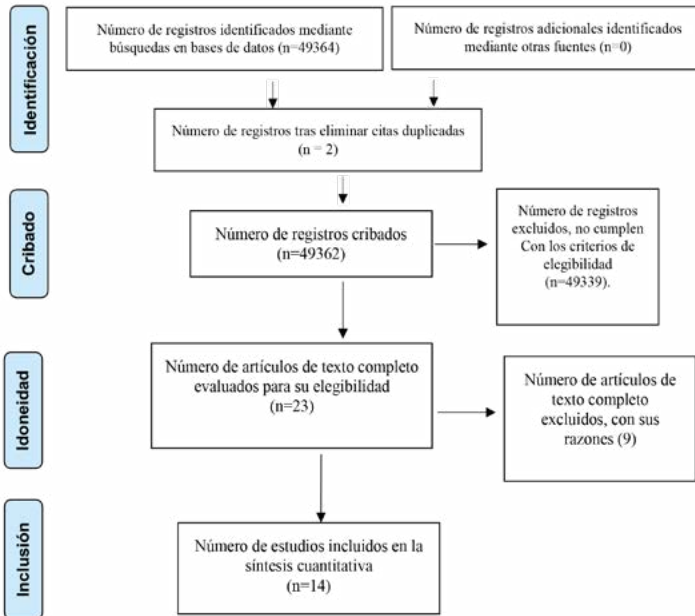 Identificación
Número de registros identificados mediante
búsquedas en bases de datos (n=49364)
Número de registros adicionales identificados
mediante otras fuentes (n=0)
Número de registros tras eliminar citas duplicadas
(n = 2)
Cribado
Número de registros cribados
(n=49362)
Número de registros
excluidos, no cumplen
Con los criterios de
elegibilidad
(n=49339).
Idoneidad
Número de artículos de texto completo
evaluados para su elegibilidad
(n=23)
Número de artículos de
texto completo
excluidos, con sus
razones (9)
Inclusión
Número de estudios incluidos en la
síntesis cuantitativa
(n=14)